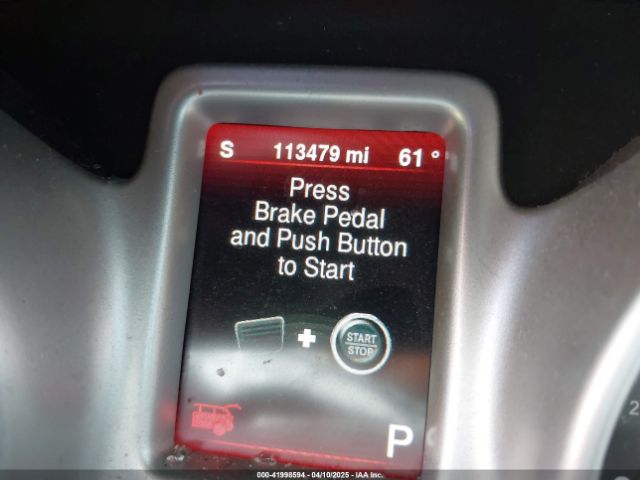 S 113479 mi 61°
Press
Brake Pedal
and Push Button
to Start
START
STOP
P
2
000-41998594 - 04/10/2025 - IAA Inc.